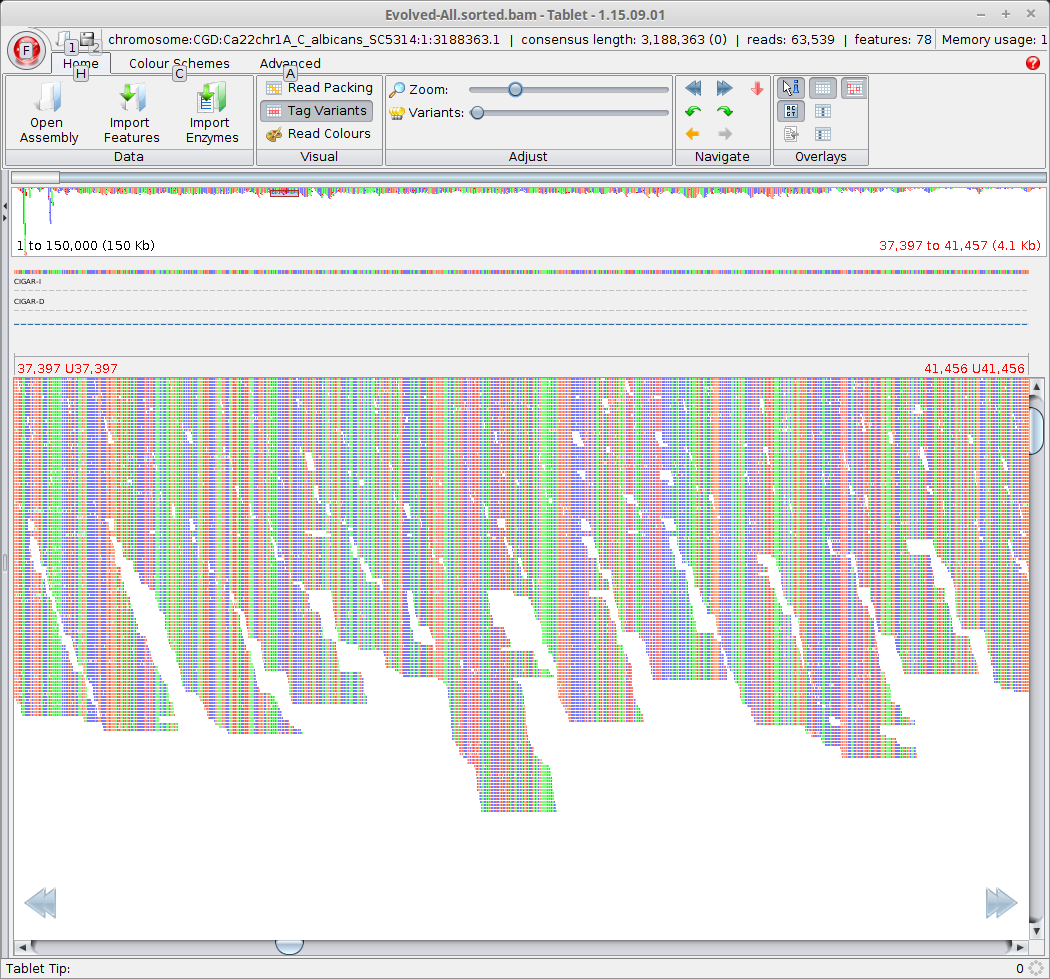 Evolved-All.sorted.bam - Tablet - 1.15.09.01
F 1 2 chromosome:CGD:Ca22chr1A_C_albicans_SC5314:1:3188363.1 | consensus length: 3,188,363 (0) | reads: 63,539 | features: 78 Memory usage: 1
Home Colour Schemes Advanced
H C A
Read Packing
Tag Variants
Read Colours
Zoom:
Variants:
Open Assembly
Import Features
Import Enzymes
Data Visual Adjust Navigate Overlays
1 to 150,000 (150 Kb) 37,397 to 41,457 (4.1 Kb)
CIGAR-I
CIGAR-D
37,397 U37,397 41,456 U41,456
Tablet Tip: 0